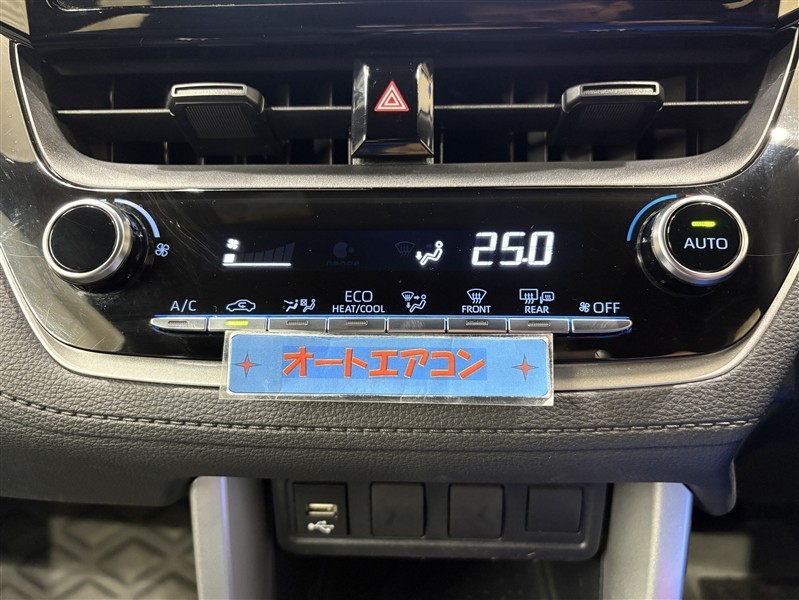 25.0
AUTO
A/C
ECO
HEAT/COOL
FRONT
REAR
OFF
オートエアコン